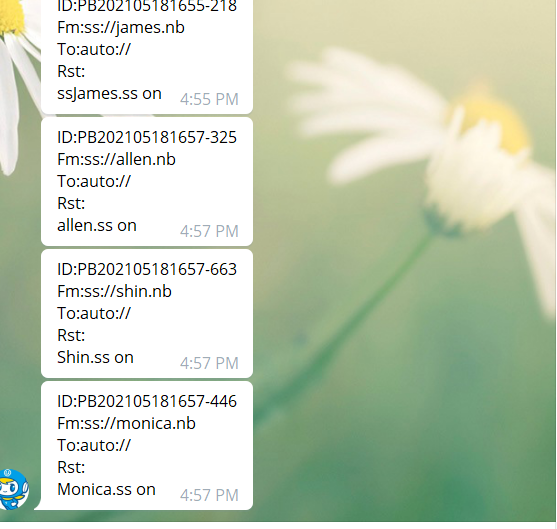 ID:PB202105181655-218
Fm:ss://james.nb
To:auto://
Rst:
ssJames.ss on
4:55 PM
ID:PB202105181657-325
Fm:ss://allen.nb
To:auto://
Rst:
allen.ss on
4:57 PM
ID:PB202105181657-663
Fm:ss://shin.nb
To:auto://
Rst:
Shin.ss on
4:57 PM
ID:PB202105181657-446
Fm:ss://monica.nb
To:auto://
Rst:
Monica.ss on
4:57 PM